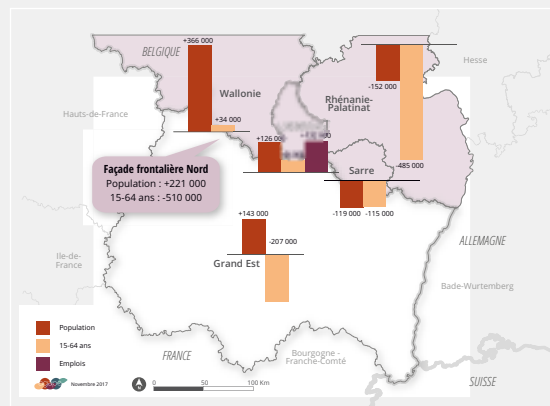 +366 000
BELGIQUE
Hesse
Wallonie
-152 000
Rhénanie-
Palatinat
Hauts-de-France
+34 000
+126 000
Façade frontalière Nord
Population : +221 000
15-64 ans : -510 000
-485 000
Sarre
-119 000
-115 000
+143 000
-207 000
ALLEMAGNE
Ile-de-
France
Grand Est
Bade-Wurtemberg
Population
15-64 ans
Emplois
FRANCE
Bourgogne -
Franche-Comté
Novembre 2017
0 50 100 Km
SUISSE